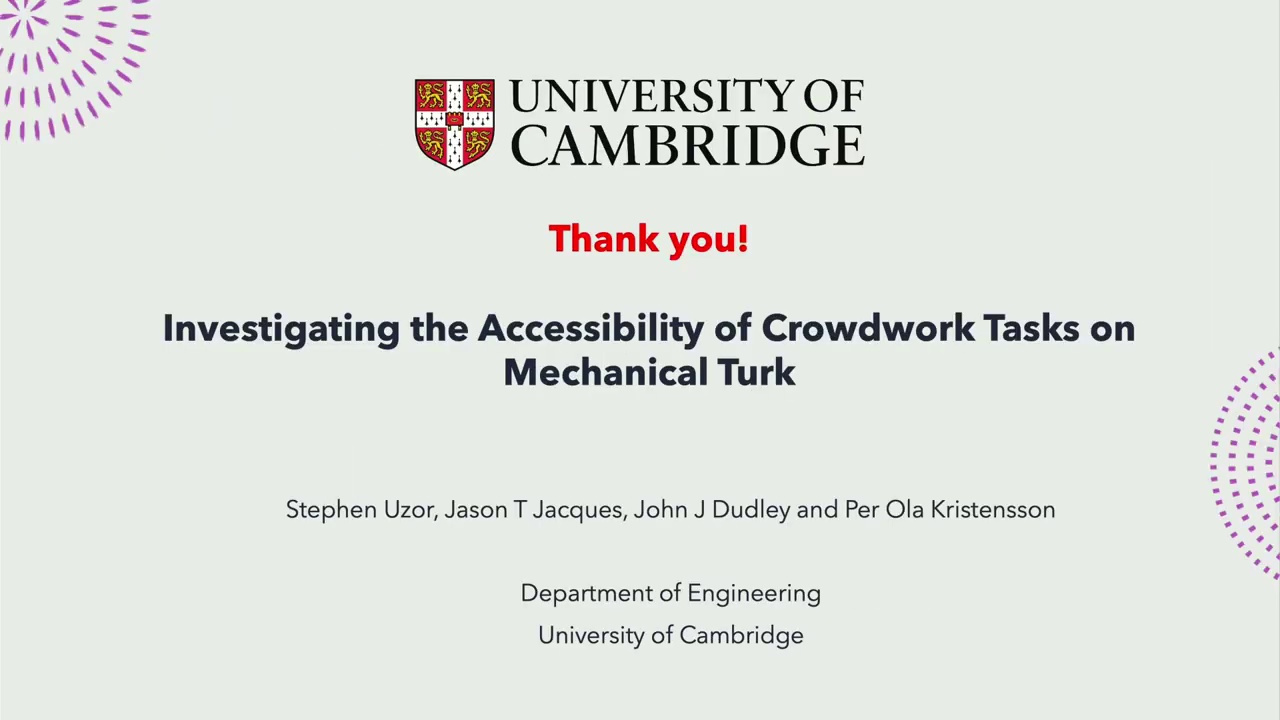 UNIVERSITY OF
CAMBRIDGE
Thank you!
Investigating the Accessibility of Crowdwork Tasks on
Mechanical Turk
Stephen Uzor, Jason T Jacques, John J Dudley and Per Ola Kristensson
Department of Engineering
University of Cambridge